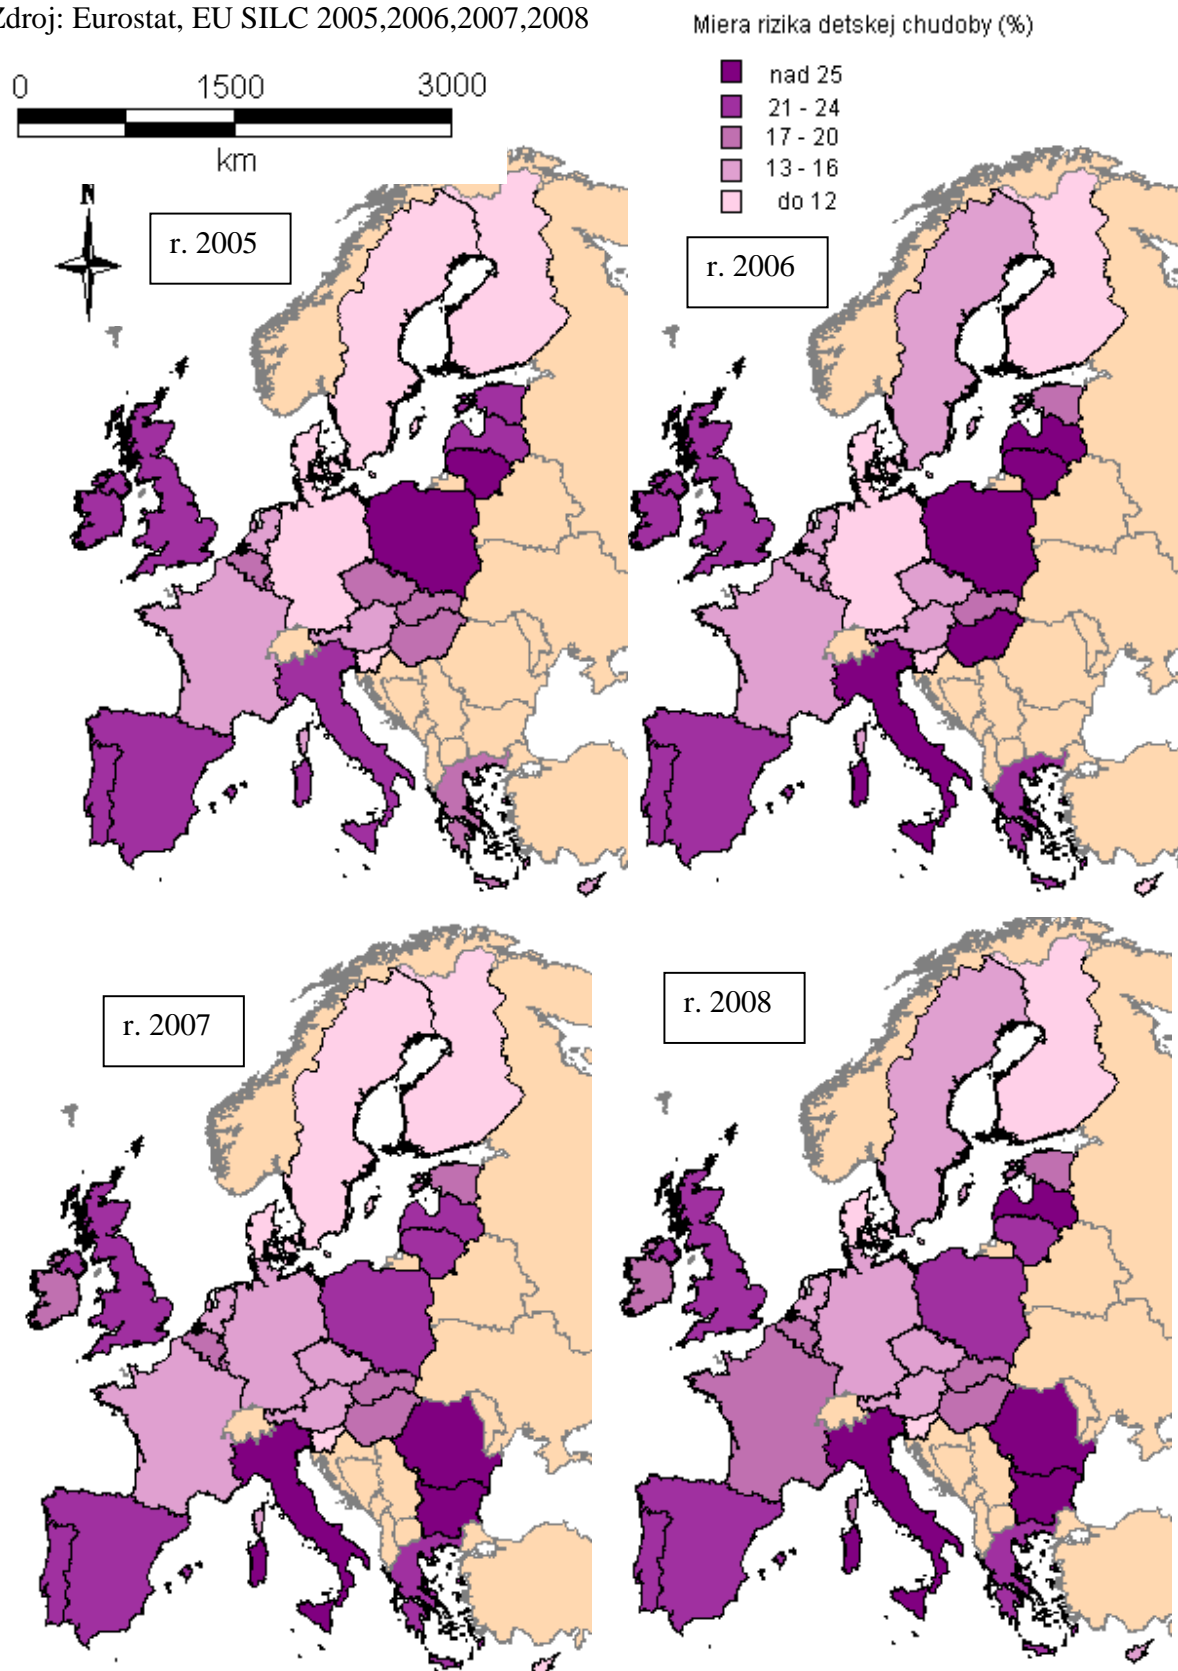 Zdroj: Eurostat, EU SILC 2005,2006,2007,2008
Miera rizika detskej chudoby (%)
nad 25
21 - 24
17 - 20
13 - 16
do 12
0 1500 3000
km
N
r. 2005
r. 2006
r. 2007
r. 2008